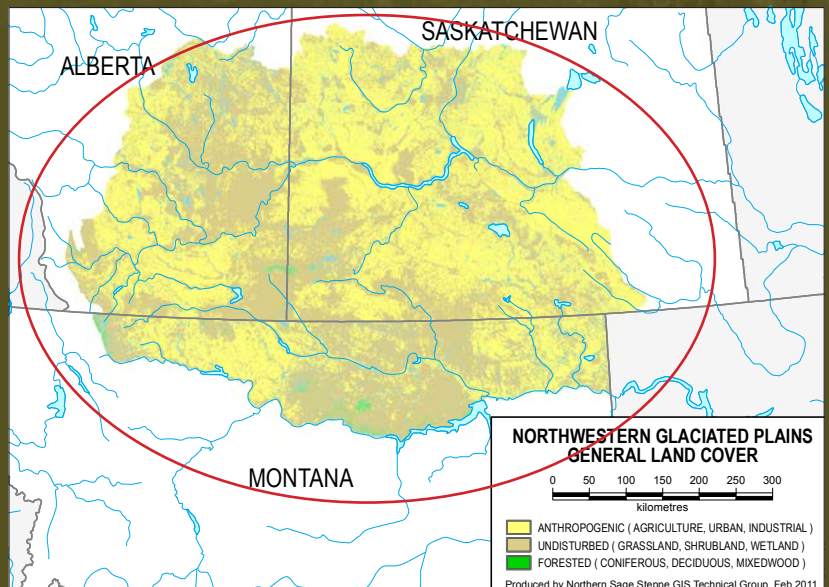 SASKATCHEWAN
ALBERTA
MONTANA
NORTHWESTERN GLACIATED PLAINS
GENERAL LAND COVER
0 50 100 150 200 250 300
kilometres
ANTHROPOGENIC ( AGRICULTURE, URBAN, INDUSTRIAL )
UNDISTURBED ( GRASSLAND, SHRUBLAND, WETLAND )
FORESTED ( CONIFEROUS, DECIDUOUS, MIXEDWOOD )
Produced by Northern Sage Steppe GIS Technical Group, Feb 2011